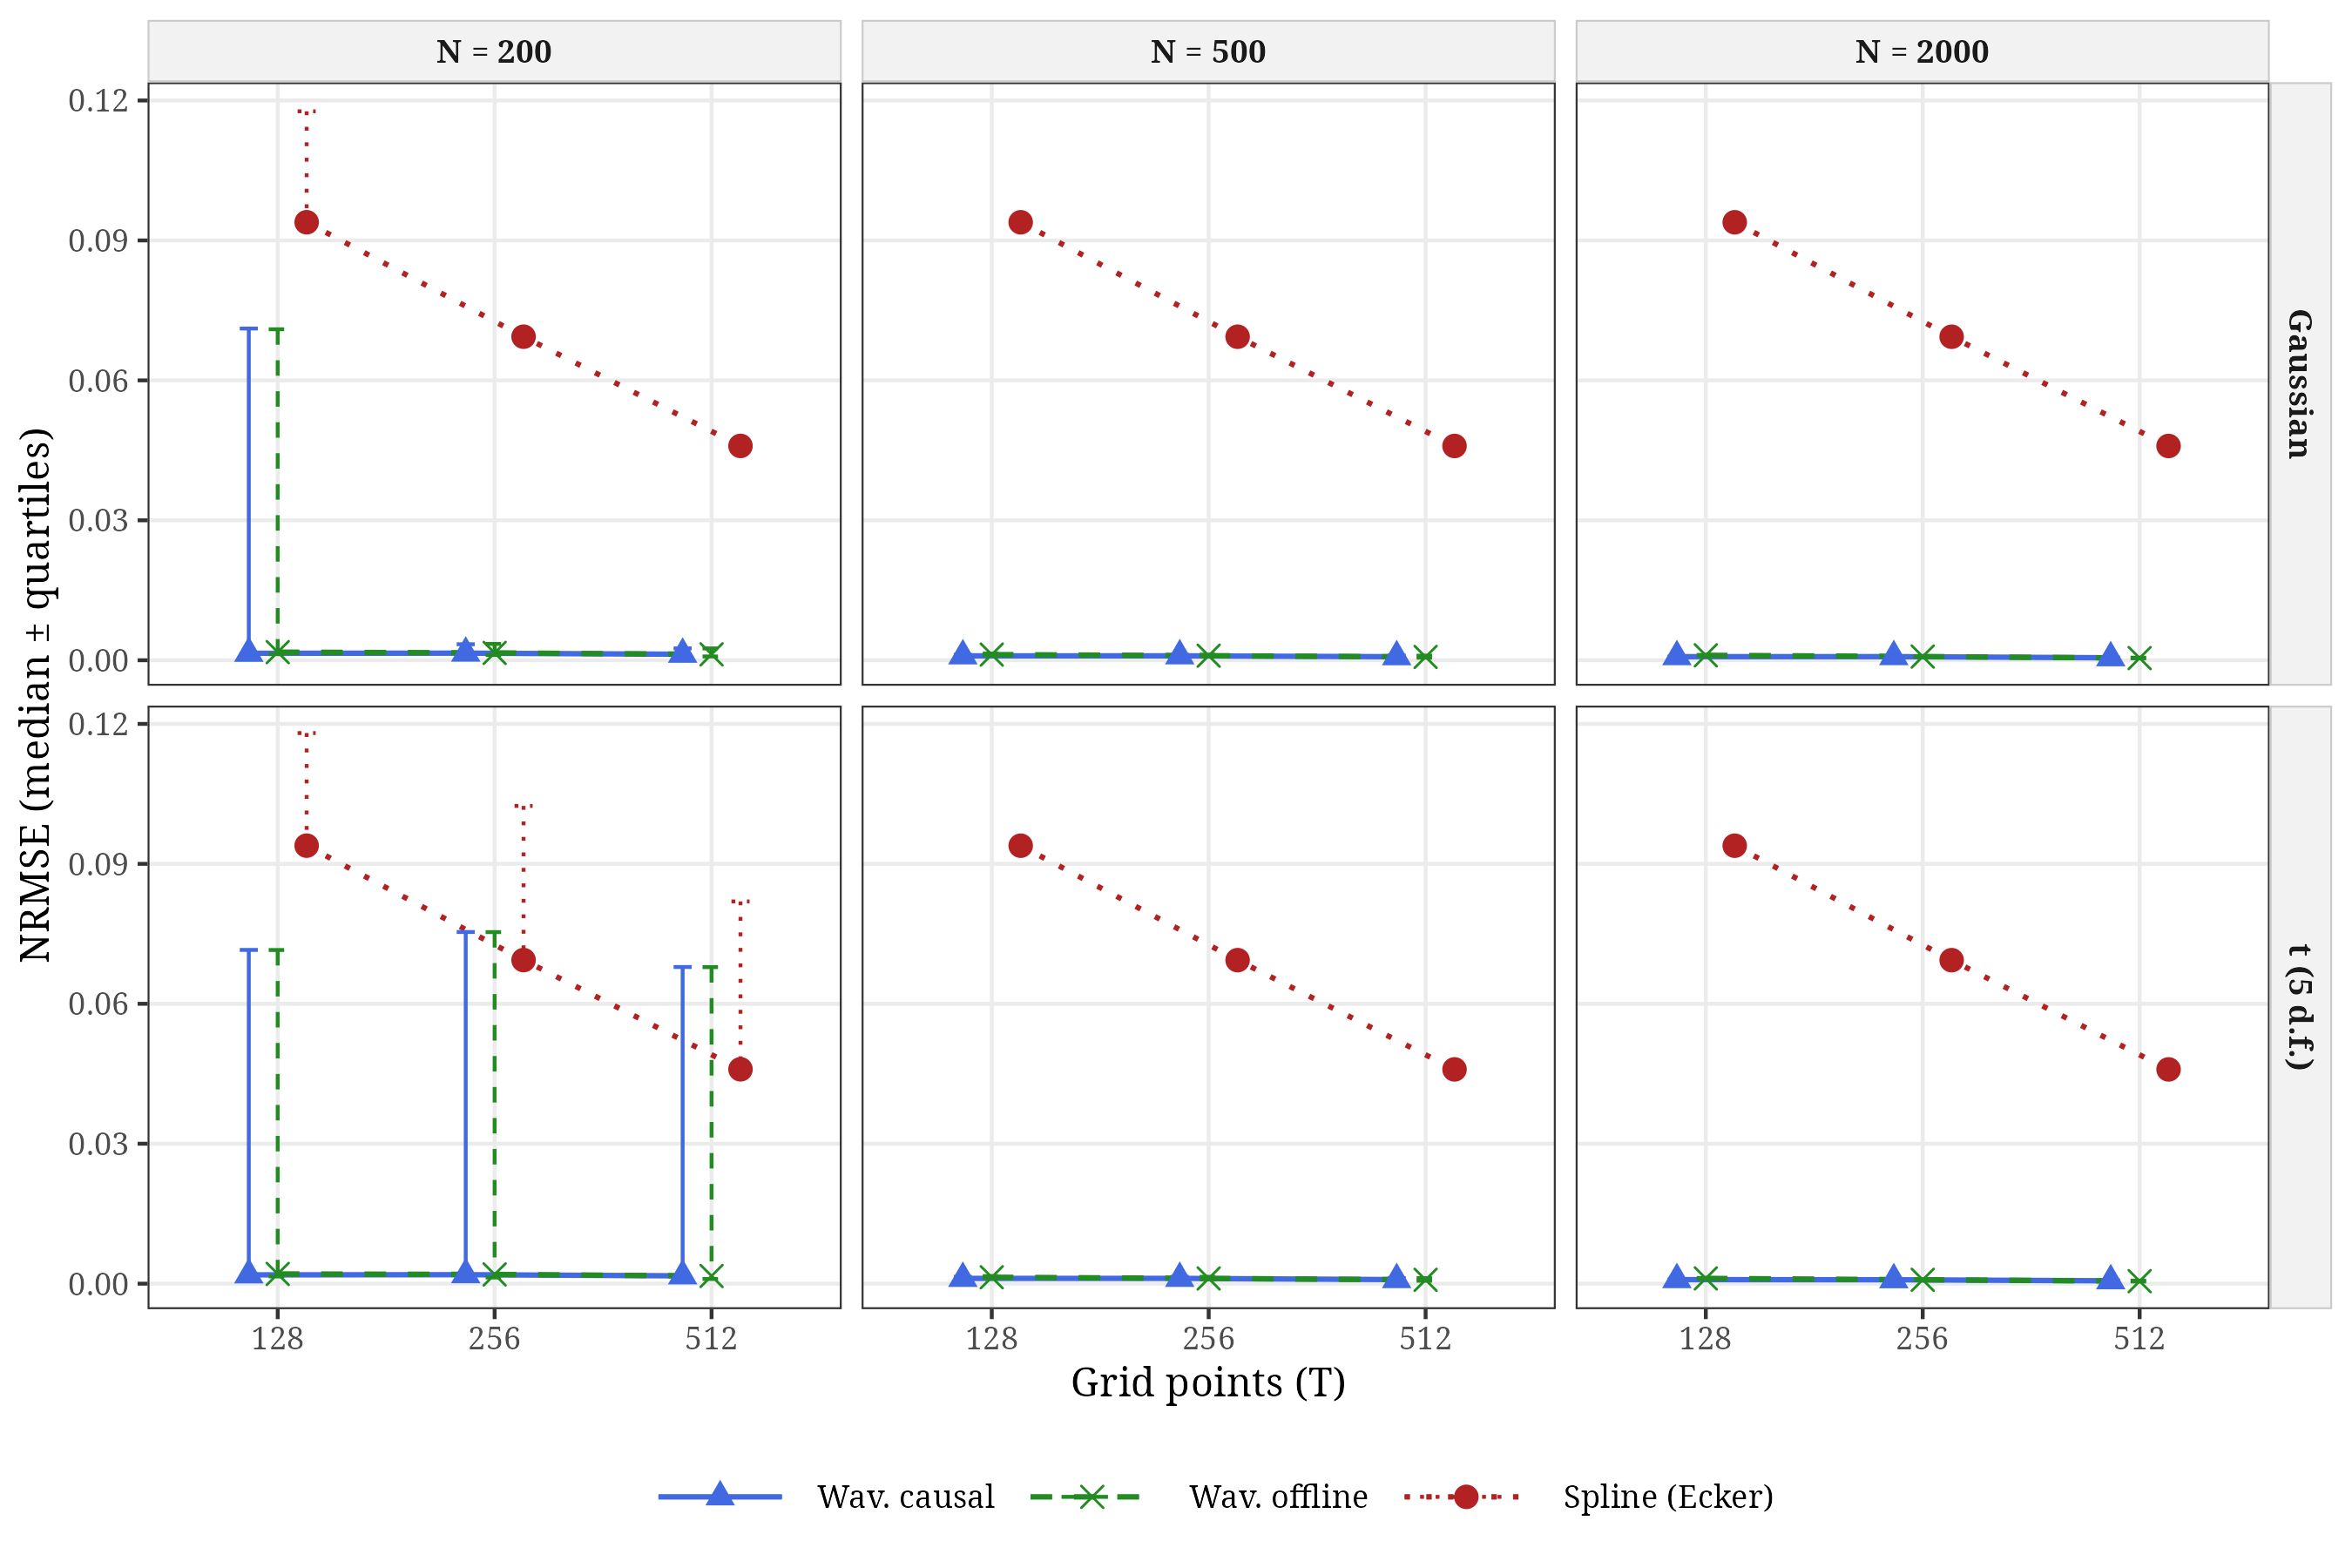 N = 200
N = 500
N = 2000
0.12
0.09
0.06
0.03
0.00
Gaussian
NRMSE (median ± quartiles)
0.12
0.09
0.06
0.03
0.00
t (5 d.f.)
128
256
512
128
256
512
128
256
512
Grid points (T)
Wav. causal
Wav. offline
Spline (Ecker)